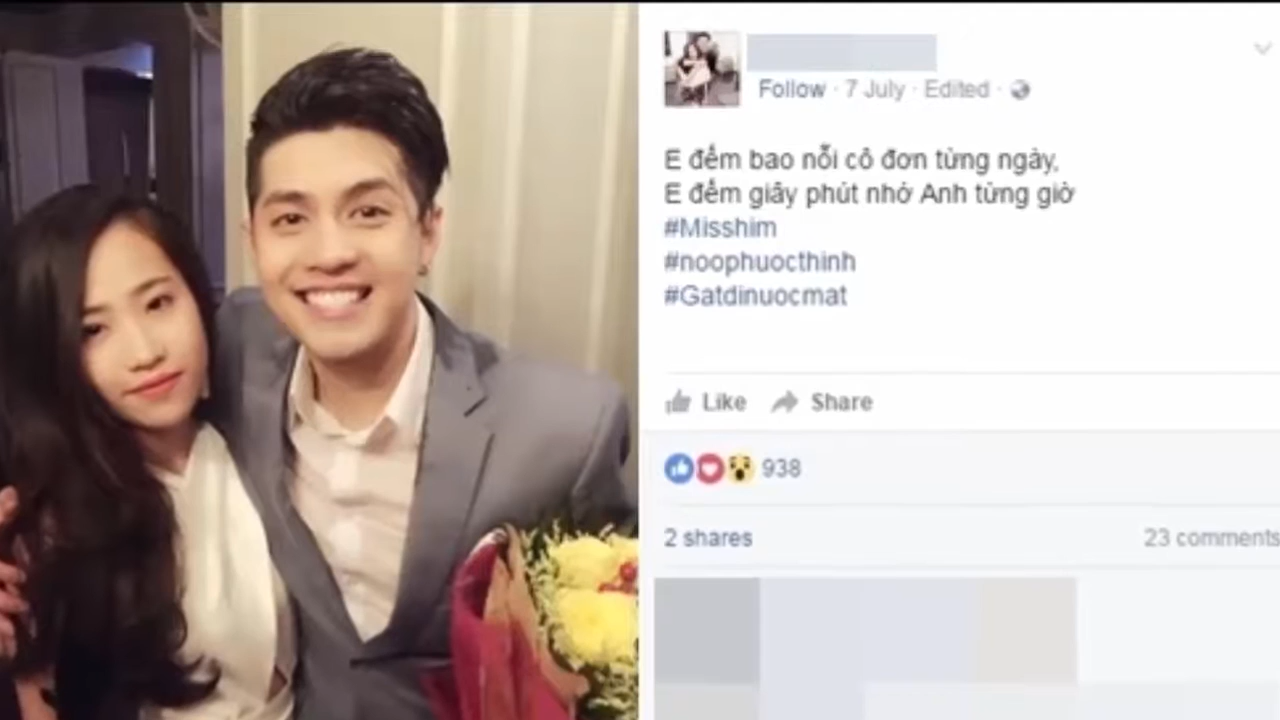 Follow · 7 July · Edited ·
E đếm bao nỗi cô đơn từng ngày,
E đếm giây phút nhớ Anh từng giờ
#Misshim
#noophuocthinh
#Gatdinuocmat
Like Share
938
2 shares 23 comments